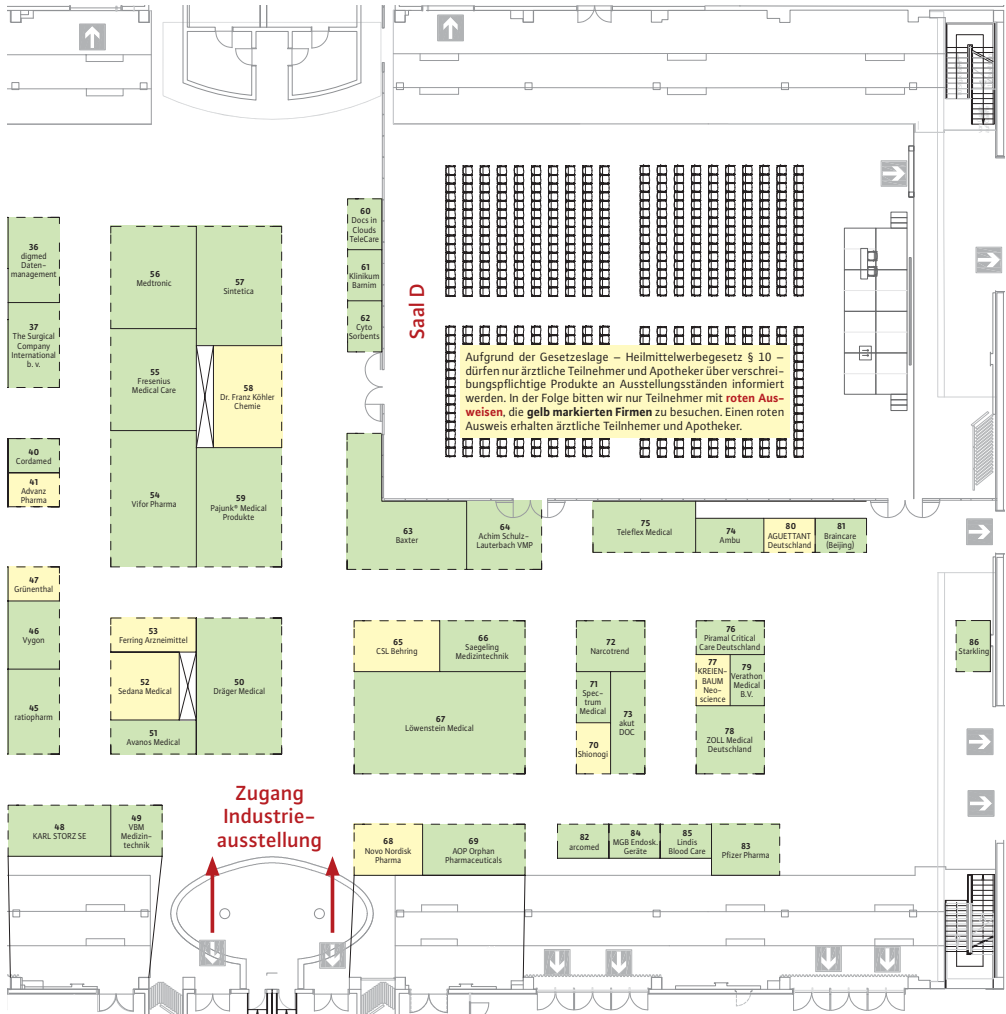 36
digmed
Daten-
management
37
The Surgical
Company
International
b. v.
40
Cordamed
41
Advanz
Pharma
47
Grünenthal
46
Vygon
45
ratiopharm
48
KARL STORZ SE
49
VBM
Medizin-
technik
56
Medtronic
57
Sintetica
55
Fresenius
Medical Care
58
Dr. Franz Köhler
Chemie
54
Vifor Pharma
59
Pajunk® Medical
Produkte
53
Ferring Arzneimittel
52
Sedana Medical
51
Avanos Medical
50
Dräger Medical
Zugang
Industrie-
ausstellung
60
Docs in
Clouds
TeleCare
61
Klinikum
Barnim
62
Cyto
Sorbents
Saal D
Aufgrund der Gesetzeslage – Heilmittelwerbegesetz § 10 –
dürfen nur ärztliche Teilnehmer und Apotheker über verschrei-
bungspflichtige Produkte an Ausstellungsständen informiert
werden. In der Folge bitten wir nur Teilnehmer mit roten Aus-
weisen, die gelb markierten Firmen zu besuchen. Einen roten
Ausweis erhalten ärztliche Teilnhemer und Apotheker.
63
Baxter
64
Achim Schulz-
Lauterbach VMP
75
Teleflex Medical
74
Ambu
80
AGUETTANT
Deutschland
81
Braincare
(Beijing)
65
CSL Behring
66
Saegeling
Medizintechnik
67
Löwenstein Medical
72
Narcotrend
71
Spec-
trum
Medical
73
akut
DOC
70
Shionogi
76
Piramal Critical
Care Deutschland
77
KREIEN-
BAUM
Neo-
science
79
Verathon
Medical
B.V.
78
ZOLL Medical
Deutschland
86
Starkling
68
Novo Nordisk
Pharma
69
AOP Orphan
Pharmaceuticals
82
arcomed
84
MGB Endosk.
Geräte
85
Lindis
Blood Care
83
Pfizer Pharma